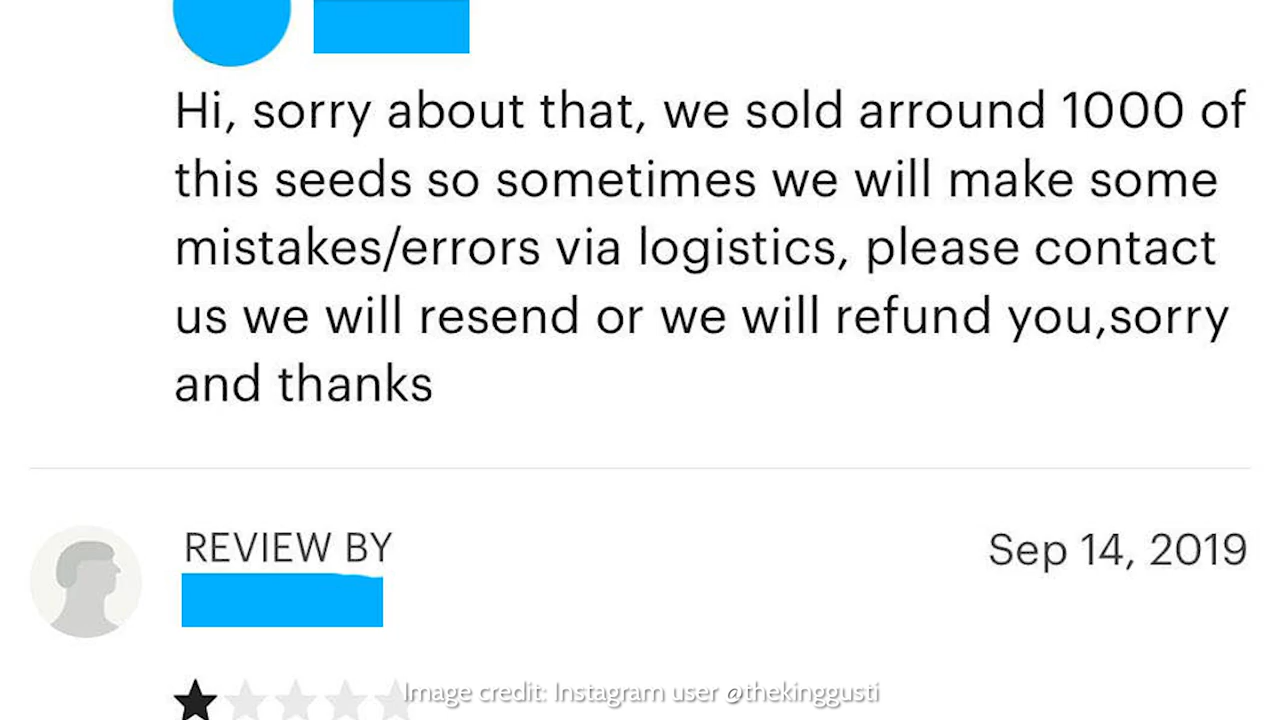 Hi, sorry about that, we sold arround 1000 of
this seeds so sometimes we will make some
mistakes/errors via logistics, please contact
us we will resend or we will refund you,sorry
and thanks
REVIEW BY
Sep 14, 2019
Image credit: Instagram user @thekinggusti